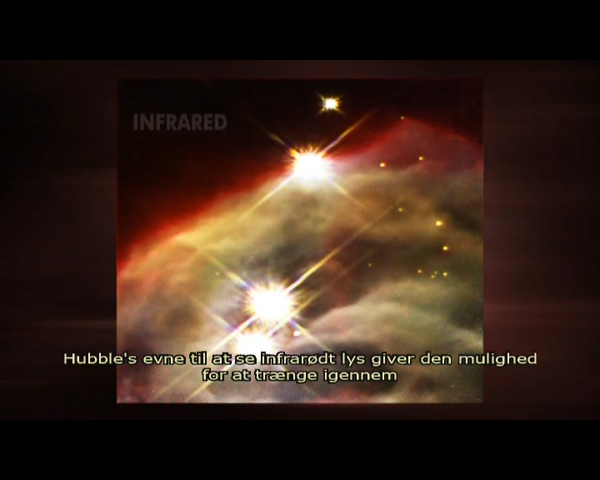 INFRARED
Hubble's evne til at se infrarødt lys giver den mulighed
for at trænge igennem